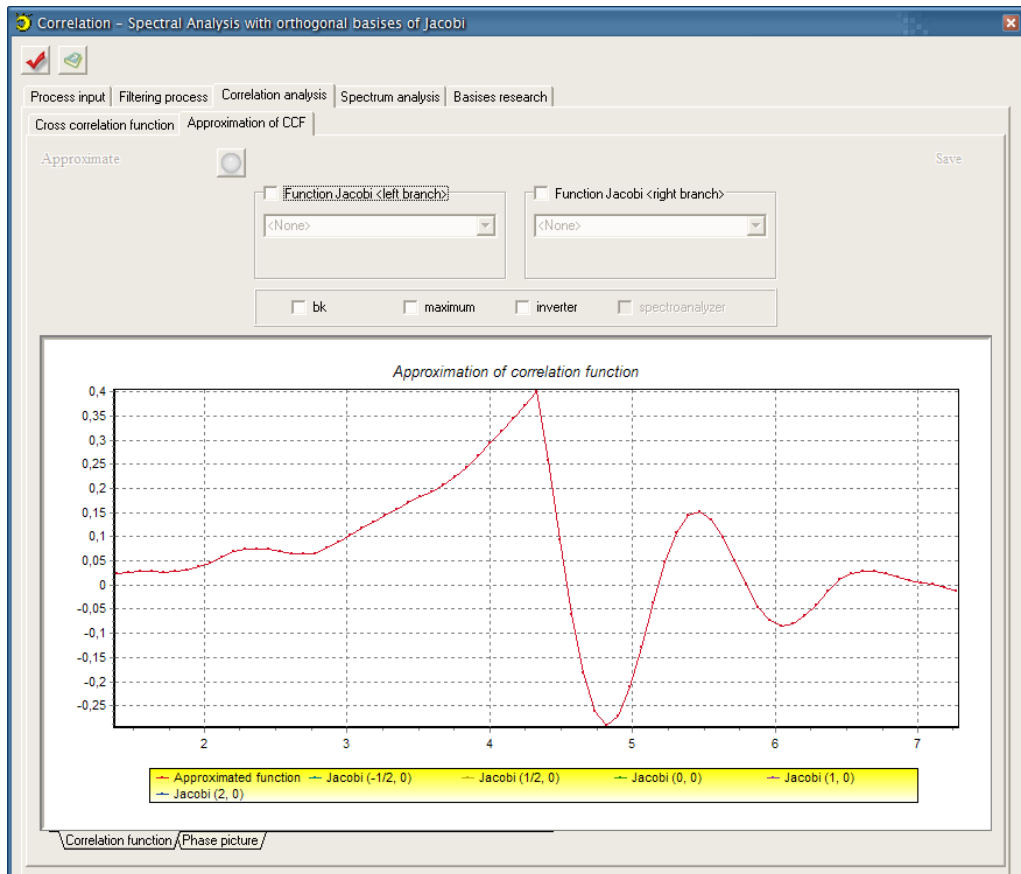 Correlation - Spectral Analysis with orthogonal basises of Jacobi
Process input Filtering process Correlation analysis Spectrum analysis Basises research
Cross correlation function Approximation of CCF
Approximate Save
Function Jacobi <left branch> Function Jacobi <right branch>
<None> <None>
bk maximum inverter spectroanalyzer
Approximation of correlation function
0,4
0,35
0,3
0,25
0,2
0,15
0,1
0,05
0
-0,05
-0,1
-0,15
-0,2
-0,25
2 3 4 5 6 7
Approximated function Jacobi (-1/2, 0) Jacobi (1/2, 0) Jacobi (0, 0) Jacobi (1, 0)
Jacobi (2, 0)
Correlation function Phase picture